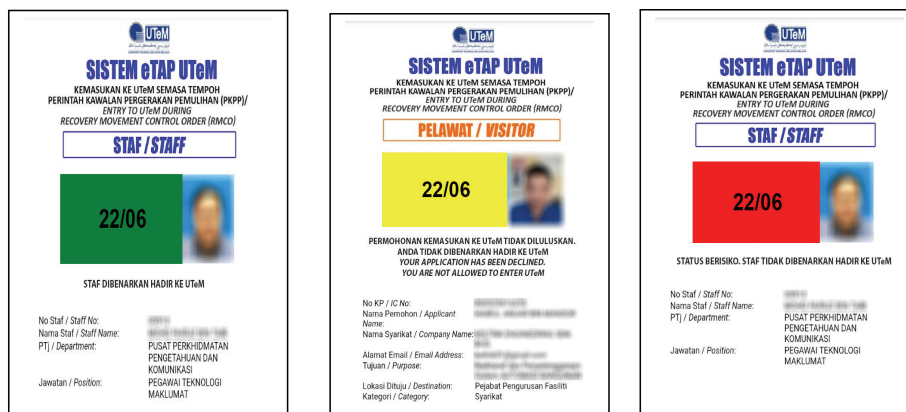 UTeM
SISTEM eTAP UTeM
KEMASUKAN KE UTeM SEMASA TEMPOH
PERINTAH KAWALAN PERGERAKAN PEMULIHAN (PKPP)/
ENTRY TO UTeM DURING
RECOVERY MOVEMENT CONTROL ORDER (RMCO)
STAF / STAFF
22/06
STAF DIBENARKAN HADIR KE UTeM
No Staf / Staff No:
Nama Staf / Staff Name:
PTj / Department: PUSAT PERKHIDMATAN
PENGETAHUAN DAN
KOMUNIKASI
Jawatan / Position: PEGAWAI TEKNOLOGI
MAKLUMAT
UTeM
SISTEM eTAP UTeM
KEMASUKAN KE UTeM SEMASA TEMPOH
PERINTAH KAWALAN PERGERAKAN PEMULIHAN (PKPP)/
ENTRY TO UTeM DURING
RECOVERY MOVEMENT CONTROL ORDER (RMCO)
PELAWAT / VISITOR
22/06
PERMOHONAN KEMASUKAN KE UTeM TIDAK DILULUSKAN.
ANDA TIDAK DIBENARKAN HADIR KE UTeM
YOUR APPLICATION HAS BEEN DECLINED.
YOU ARE NOT ALLOWED TO ENTER UTeM
No KP / IC No:
Nama Pemohon / Applicant
Name:
Nama Syarikat / Company Name:
Alamat Email / Email Address:
Tujuan / Purpose:
Lokasi Dituju / Destination: Pejabat Pengurusan Fasiliti
Kategori / Category: Syarikat
UTeM
SISTEM eTAP UTeM
KEMASUKAN KE UTeM SEMASA TEMPOH
PERINTAH KAWALAN PERGERAKAN PEMULIHAN (PKPP)/
ENTRY TO UTeM DURING
RECOVERY MOVEMENT CONTROL ORDER (RMCO)
STAF / STAFF
22/06
STATUS BERISIKO. STAF TIDAK DIBENARKAN HADIR KE UTeM
No Staf / Staff No:
Nama Staf / Staff Name:
PTj / Department: PUSAT PERKHIDMATAN
PENGETAHUAN DAN
KOMUNIKASI
Jawatan / Position: PEGAWAI TEKNOLOGI
MAKLUMAT